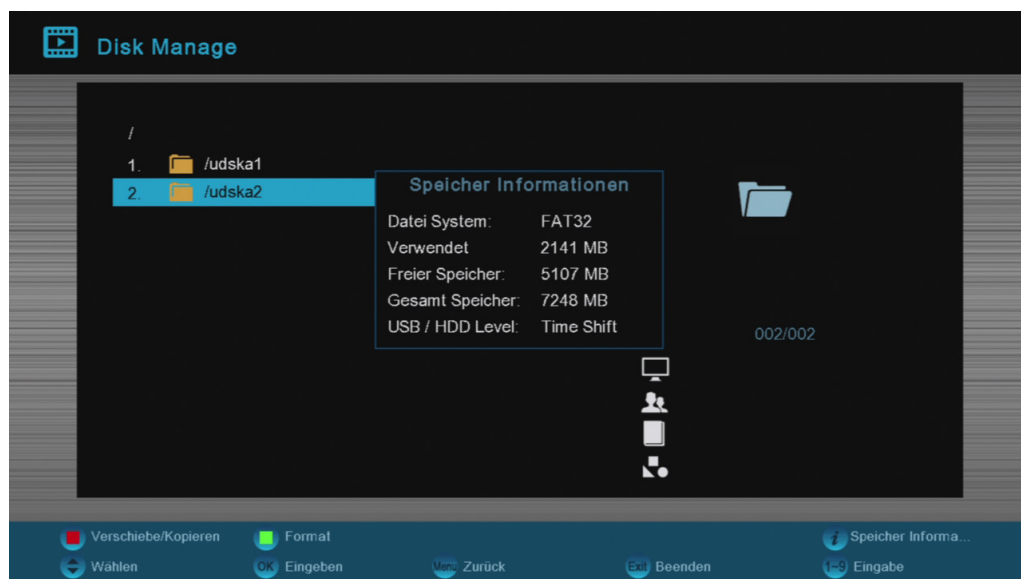 Disk Manage
/
1. /udska1
2. /udska2
Speicher Informationen
Datei System: FAT32
Verwendet 2141 MB
Freier Speicher: 5107 MB
Gesamt Speicher: 7248 MB
USB / HDD Level: Time Shift
002/002
Verschiebe/Kopieren Format i Speicher Informa...
Wählen OK Eingeben Menu Zurück Exit Beenden 1~9 Eingabe